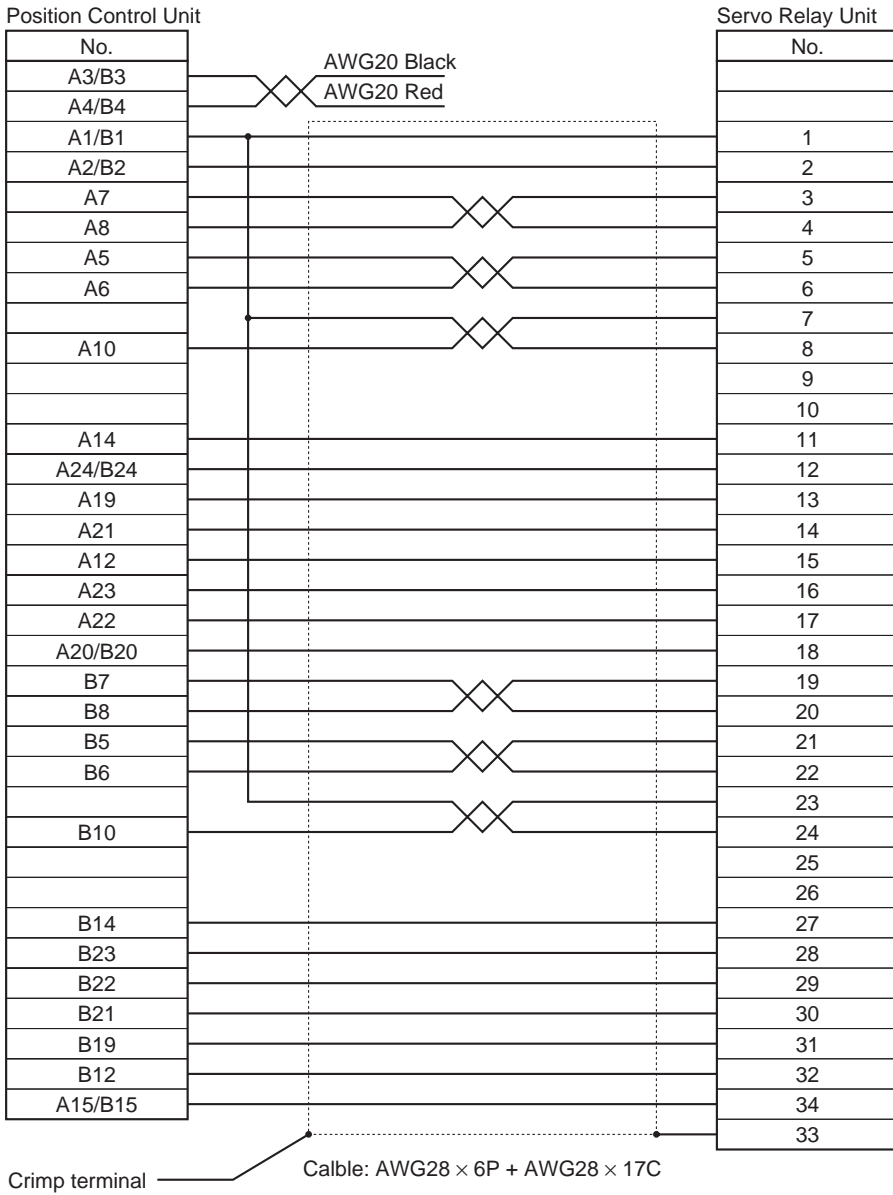 Position Control Unit Servo Relay Unit
No. No.
A3/B3 AWG20 Black
A4/B4 AWG20 Red
A1/B1 1
A2/B2 2
A7 3
A8 4
A5 5
A6 6
7
A10 8
9
10
A14 11
A24/B24 12
A19 13
A21 14
A12 15
A23 16
A22 17
A20/B20 18
B7 19
B8 20
B5 21
B6 22
23
B10 24
25
26
B14 27
B23 28
B22 29
B21 30
B19 31
B12 32
A15/B15 34
33
Crimp terminal Calble: AWG28 × 6P + AWG28 × 17C